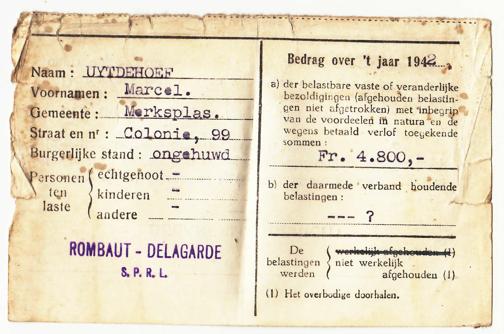 Naam : UYTDEHOEF
Voornamen : Marcel.
Gemeente : Merksplas.
Straat en nr : Colonie, 99
Burgerlijke stand : ongehuwd
Personen ten laste { echtgenoot -
kinderen -
andere -
ROMBAUT - DELAGARDE
S. P. R. L.
Bedrag over 't jaar 1942
a) der belastbare vaste of veranderlijke
bezoldigingen (afgehouden belastin-
gen niet afgetrokken) met inbegrip
van de voordeelen in natura en de
wegens betaald verlof toegekende
sommen :
Fr. 4.800,-
b) der daarmede verband houdende
belastingen :
--- ?
De belastingen werden { werkelijk afgehouden (1)
niet werkelijk
afgehouden (1).
(1) Het overbodige doorhalen.